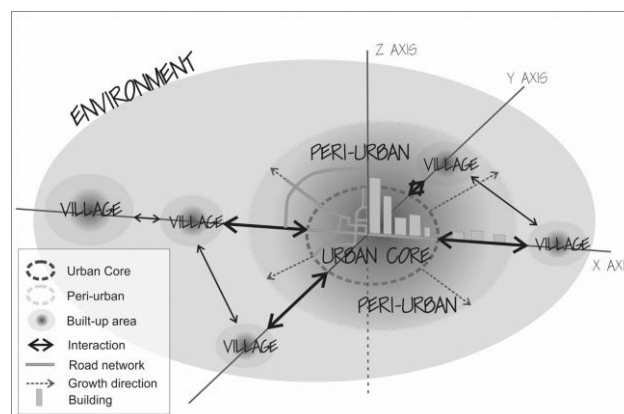 Z AXIS
Y AXIS
ENVIRONMENT
PERI-URBAN
VILLAGE
VILLAGE
VILLAGE
URBAN CORE
VILLAGE
X AXI
PERI-URBAN
VILLAGE
Urban Core
Peri-urban
Built-up area
Interaction
Road network
Growth direction
Building